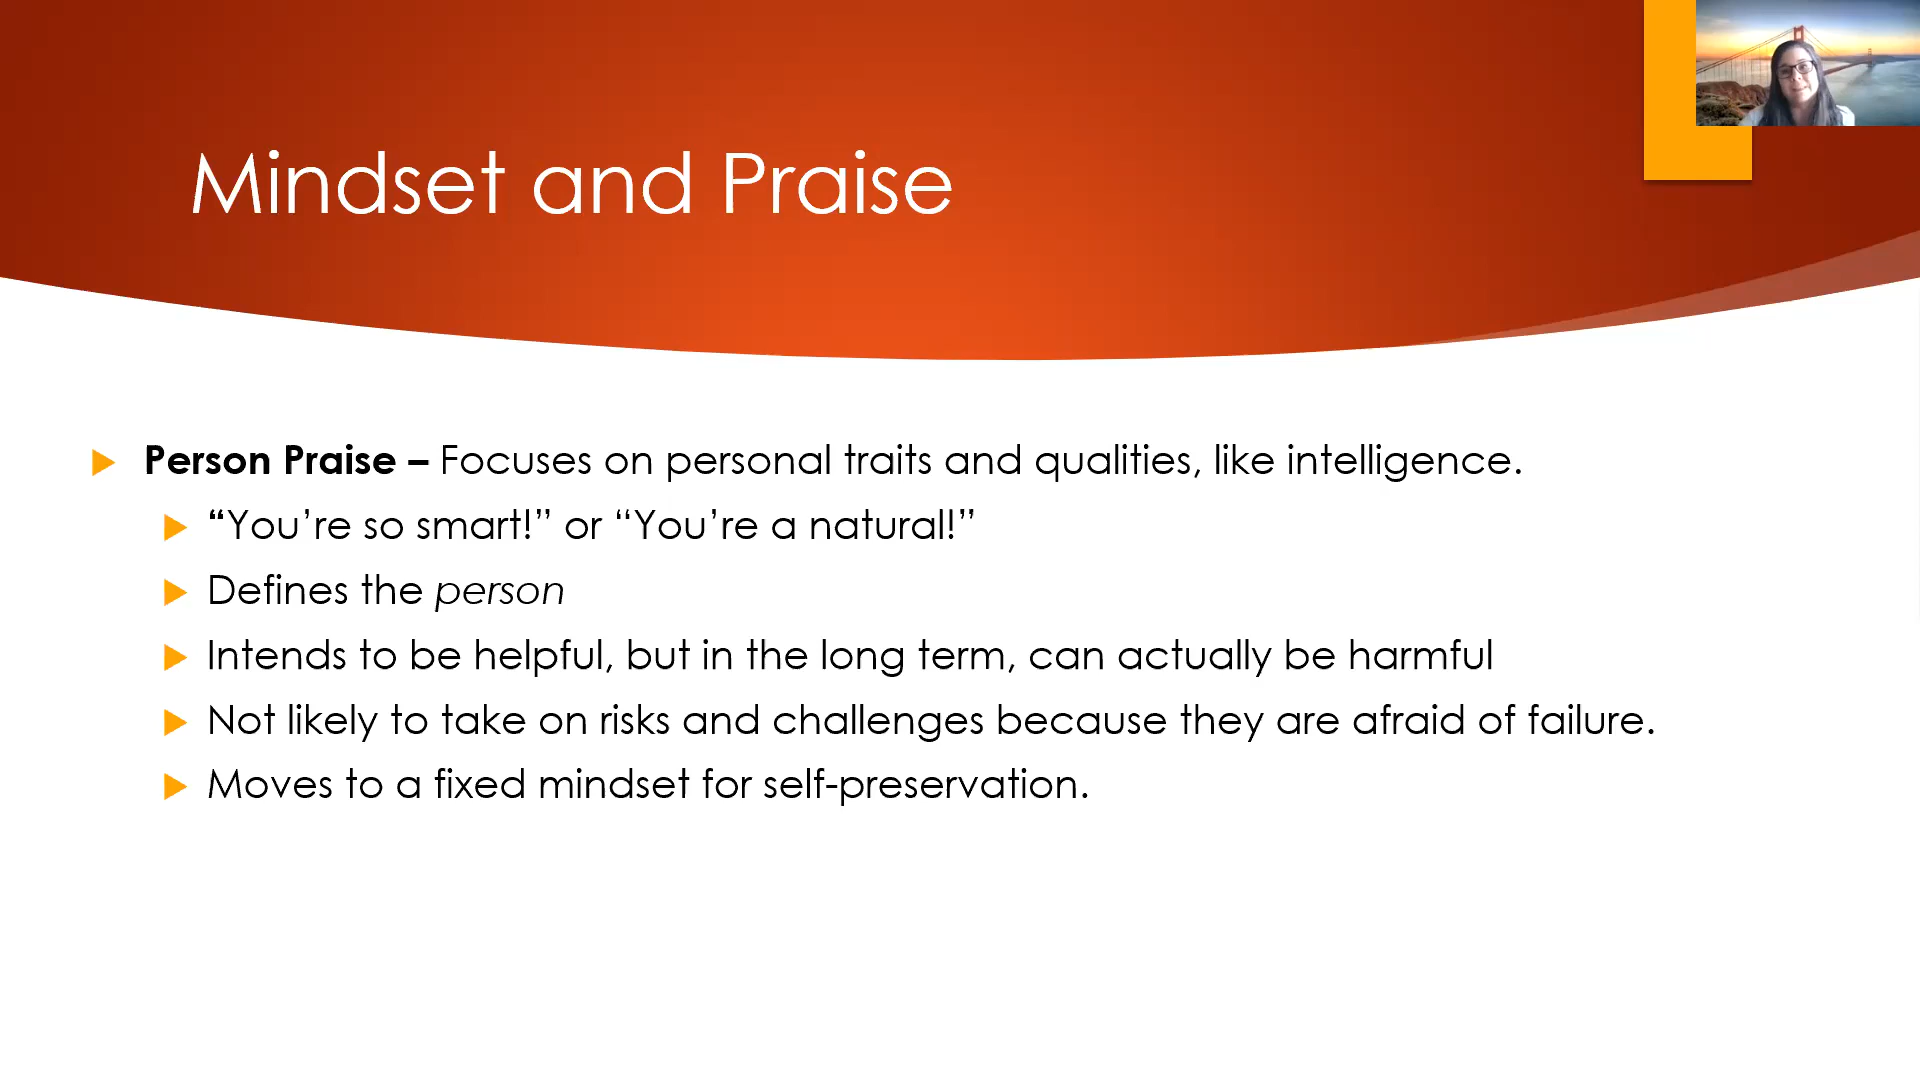 Mindset and Praise
Person Praise – Focuses on personal traits and qualities, like intelligence.
“You’re so smart!” or “You’re a natural!”
Defines the person
Intends to be helpful, but in the long term, can actually be harmful
Not likely to take on risks and challenges because they are afraid of failure.
Moves to a fixed mindset for self-preservation.